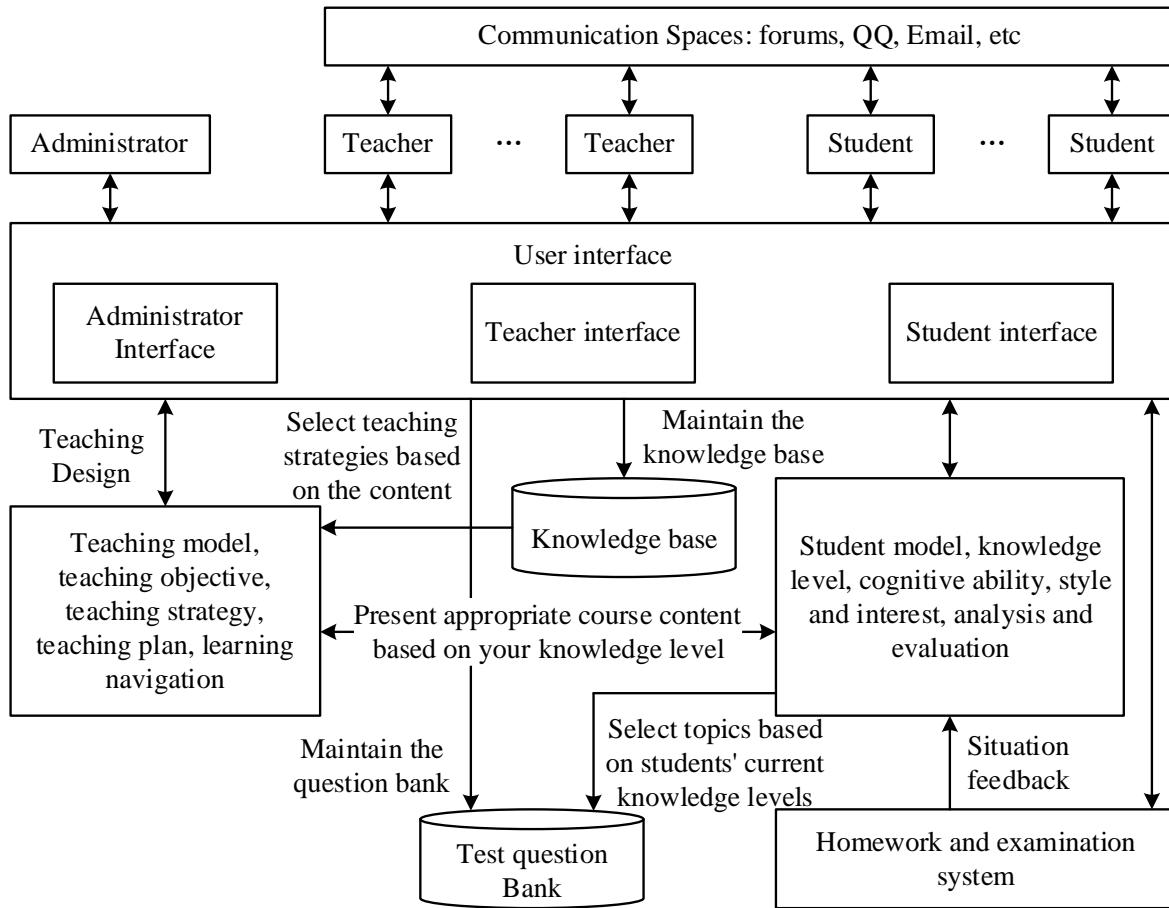 Communication Spaces: forums, QQ, Email, etc
Administrator
Teacher
...
Teacher
Student
...
Student
User interface
Administrator
Interface
Teacher interface
Student interface
Teaching
Design
Select teaching
strategies based
on the content
Maintain the
knowledge base
Knowledge base
Teaching model,
teaching objective,
teaching strategy,
teaching plan, learning
navigation
Present appropriate course content
based on your knowledge level
Student model, knowledge
level, cognitive ability, style
and interest, analysis and
evaluation
Maintain the
question bank
Select topics based
on students' current
knowledge levels
Situation
feedback
Test question
Bank
Homework and examination
system